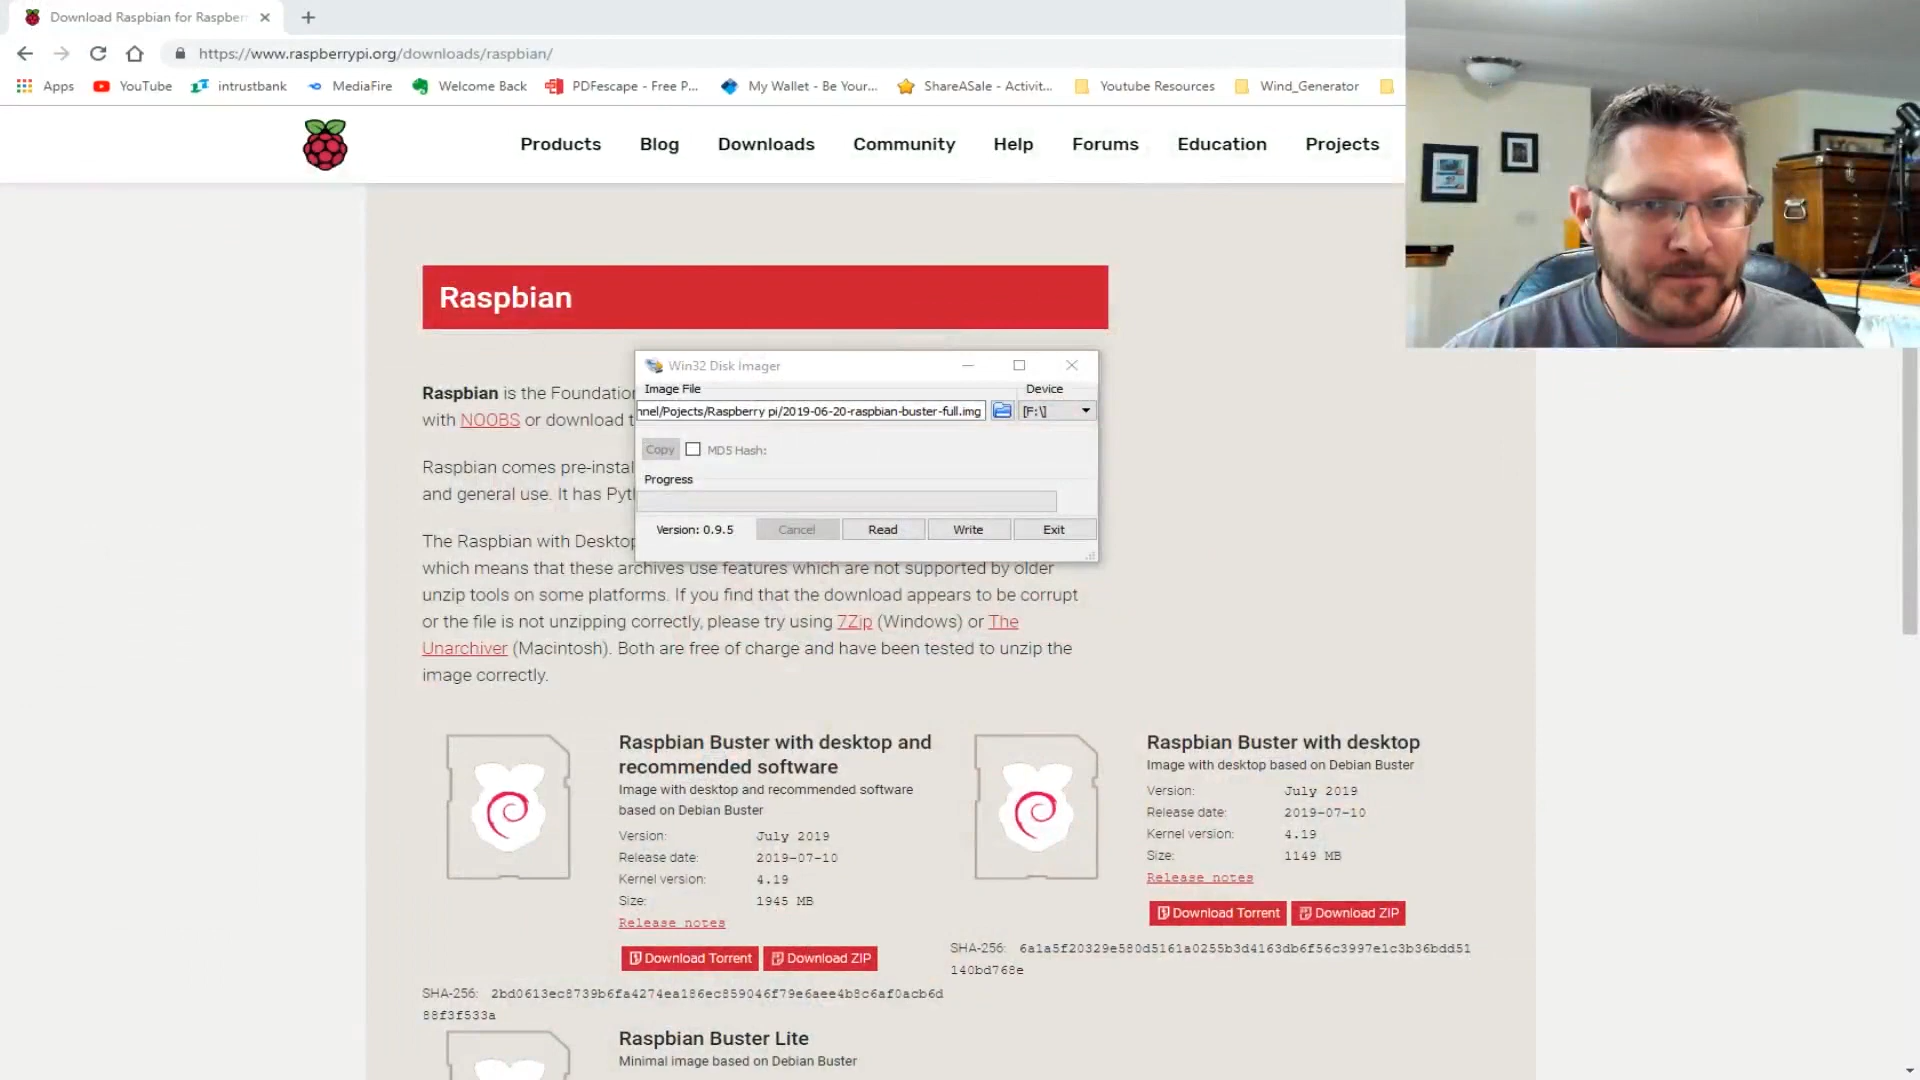 Download Raspbian for Raspber
https://www.raspberrypi.org/downloads/raspbian/
Apps YouTube intrustbank MediaFire Welcome Back PDFescape - Free P... My Wallet - Be Your... ShareASale - Activit... Youtube Resources Wind_Generator
Products Blog Downloads Community Help Forums Education Projects
Raspbian
Win32 Disk Imager
Image File Device
nnel/Pojects/Raspberry pi/2019-06-20-raspbian-buster-full.img [F:\]
Copy MD5 Hash:
Progress
Version: 0.9.5 Cancel Read Write Exit
Raspbian is the Foundation
with NOOBS or download t
Raspbian comes pre-instal
and general use. It has Pyth
The Raspbian with Desktop
which means that these archives use features which are not supported by older
unzip tools on some platforms. If you find that the download appears to be corrupt
or the file is not unzipping correctly, please try using 7Zip (Windows) or The
Unarchiver (Macintosh). Both are free of charge and have been tested to unzip the
image correctly.
Raspbian Buster with desktop and
recommended software
Image with desktop and recommended software
based on Debian Buster
Version: July 2019
Release date: 2019-07-10
Kernel version: 4.19
Size: 1945 MB
Release notes
Download Torrent Download ZIP
SHA-256: 2bd0613ec8739b6fa4274ea186ec859046f79e6aee4b8c6af0acb6d
88f3f533a
Raspbian Buster with desktop
Image with desktop based on Debian Buster
Version: July 2019
Release date: 2019-07-10
Kernel version: 4.19
Size: 1149 MB
Release notes
Download Torrent Download ZIP
SHA-256: 6a1a5f20329e580d5161a0255b3d4163db6f56c3997e1c3b36bdd51
140bd768e
Raspbian Buster Lite
Minimal image based on Debian Buster